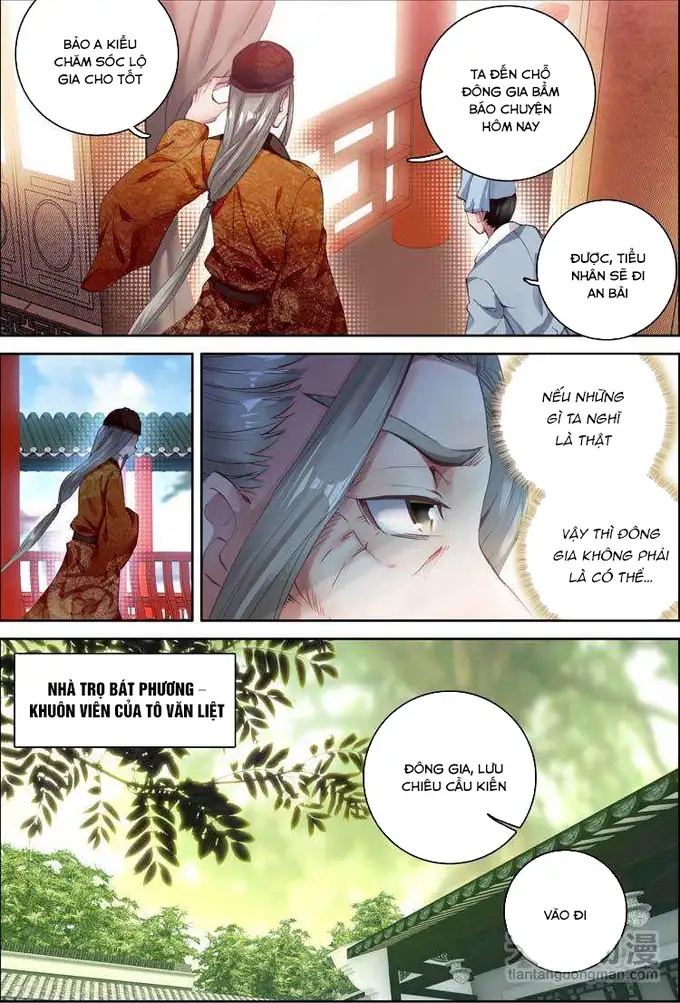 BẢO A KIỀU
CHĂM SÓC LỘ
GIA CHO TỐT
TA ĐẾN CHỖ
ĐÔNG GIA BẨM
BÁO CHUYỆN
HÔM NAY
ĐƯỢC, TIỂU
NHÂN SẼ ĐI
AN BÀI
NẾU NHỮNG
GÌ TA NGHĨ
LÀ THẬT
VẬY THÌ ĐÔNG
GIA KHÔNG PHẢI
LÀ CÓ THỂ...
NHÀ TRỌ BÁT PHƯƠNG –
KHUÔN VIÊN CỦA TÔ VĂN LIỆT
ĐÔNG GIA, LƯU
CHIÊU CẦU KIẾN
VÀO ĐI
tiantangdongman.com